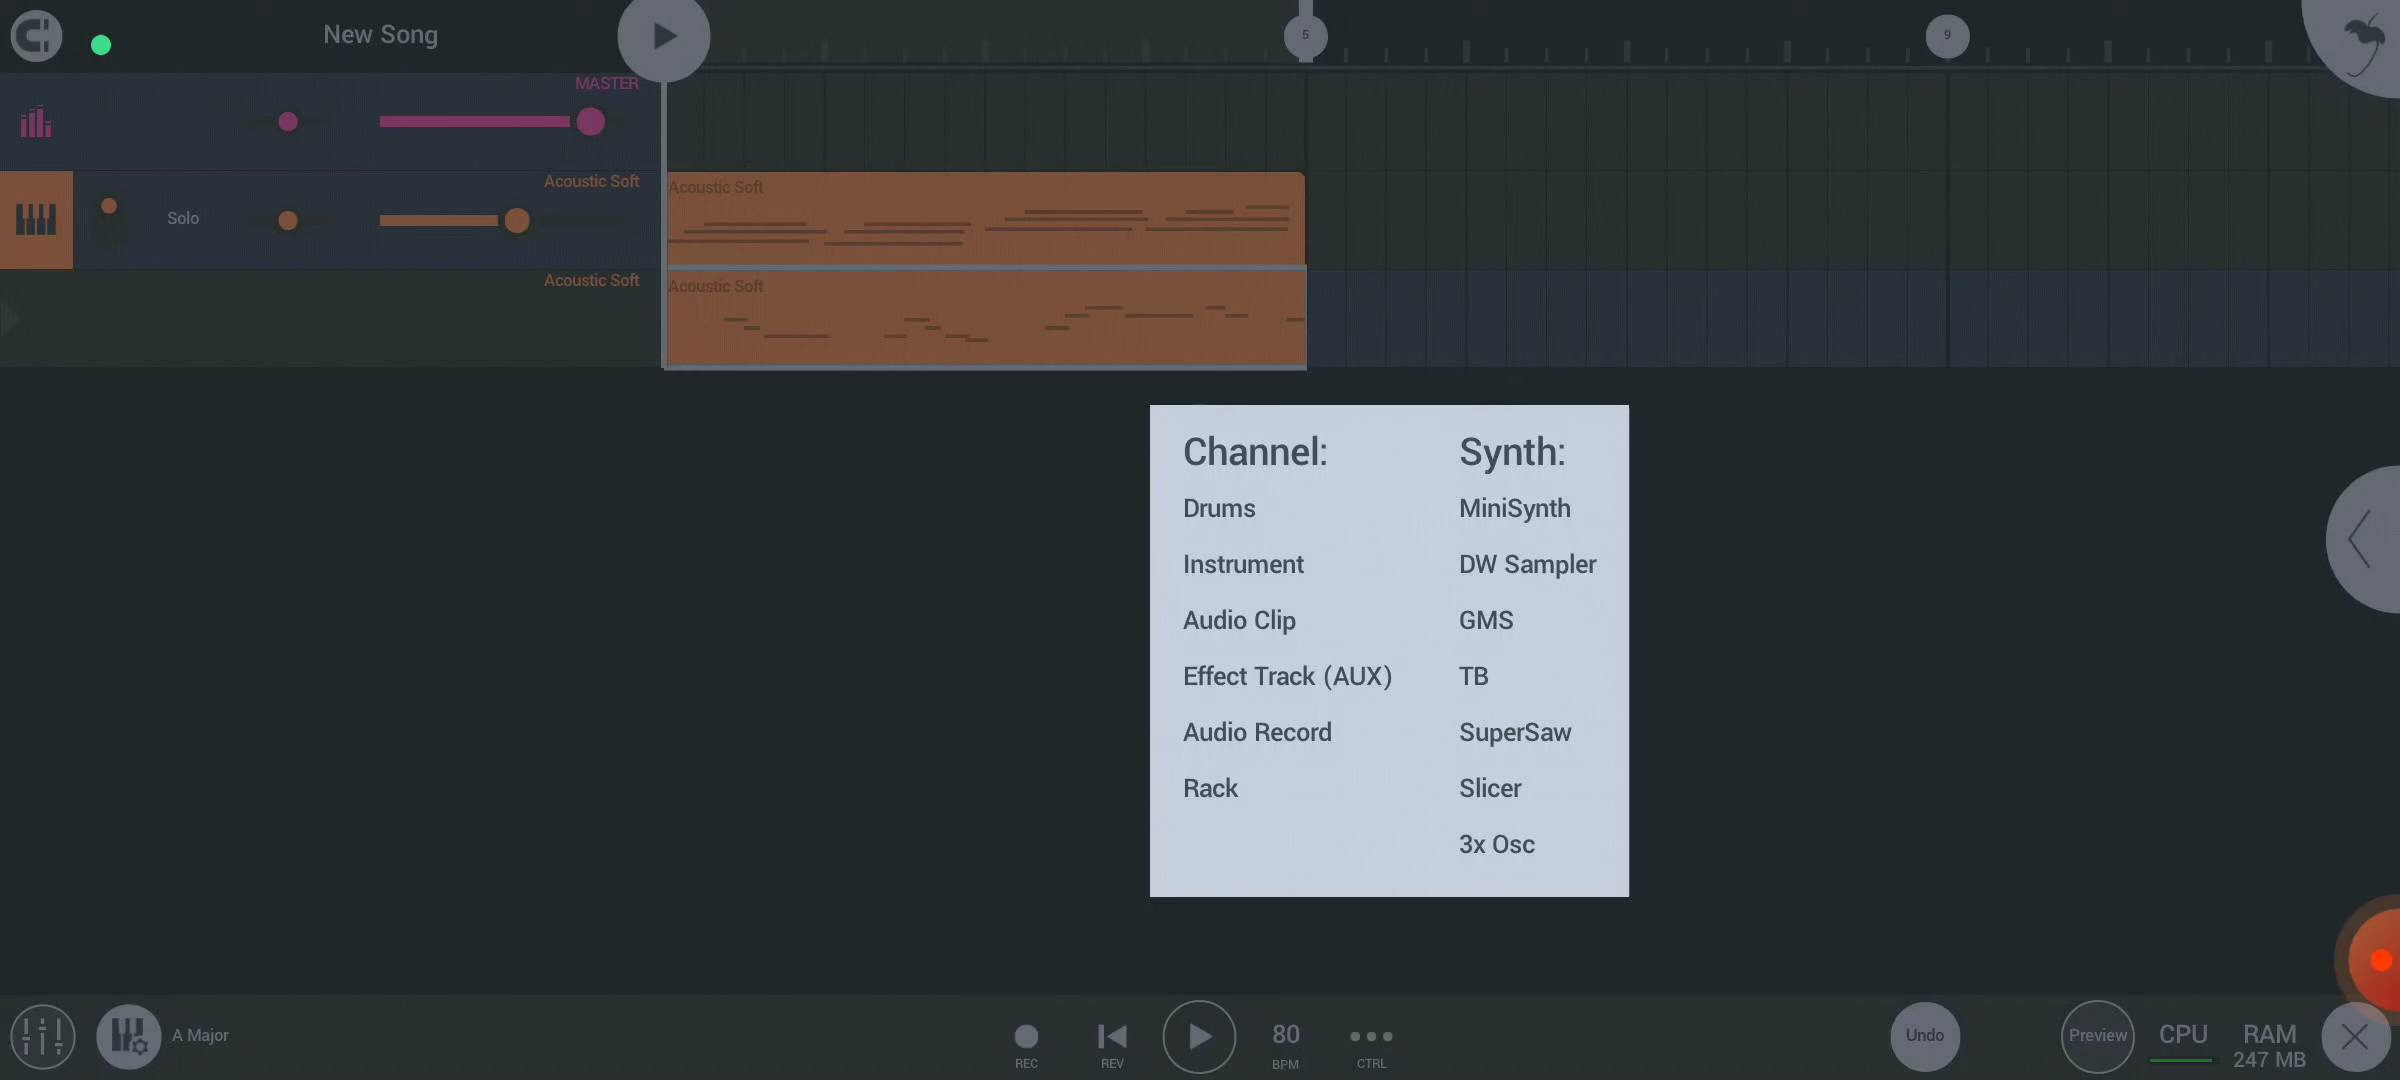 New Song
5
9
MASTER
Acoustic Soft
Solo
Acoustic Soft
Acoustic Soft
Acoustic Soft
Channel:
Synth:
Drums
MiniSynth
Instrument
DW Sampler
Audio Clip
GMS
Effect Track (AUX)
TB
Audio Record
SuperSaw
Rack
Slicer
3x Osc
A Major
REC
REV
80
BPM
CTRL
Undo
Preview
CPU
RAM
247 MB